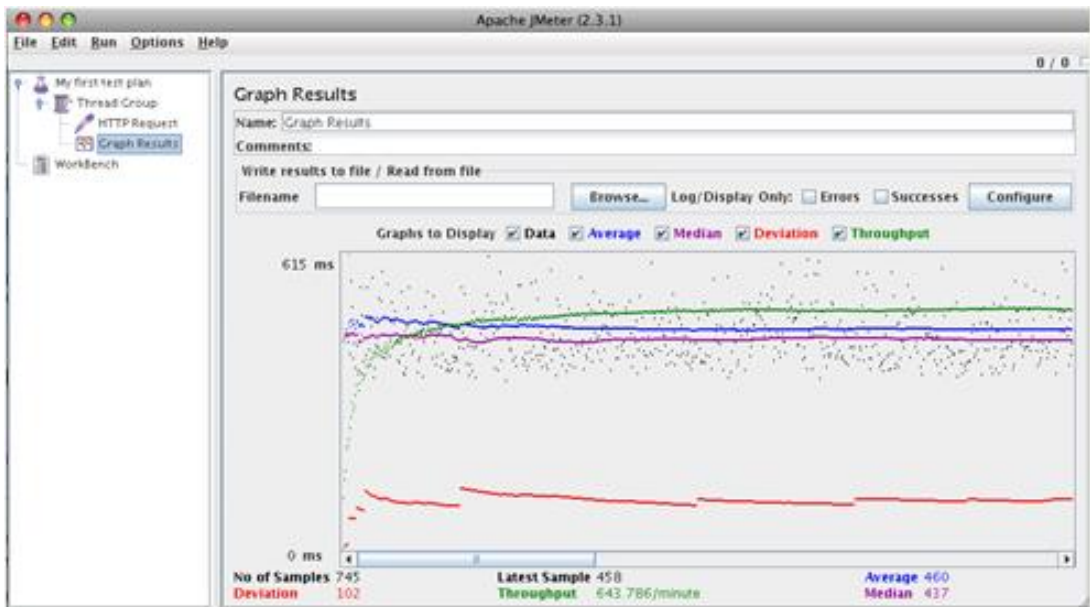 Apache JMeter (2.3.1)
File Edit Run Options Help
0 / 0
My first test plan
Thread Group
HTTP Request
Graph Results
WorkBench
Graph Results
Name: Graph Results
Comments:
Write results to file / Read from file
Filename Browse... Log/Display Only: Errors Successes Configure
Graphs to Display Data Average Median Deviation Throughput
615 ms
0 ms
No of Samples 745 Latest Sample 458 Average 460
Deviation 102 Throughput 643.786/minute Median 437